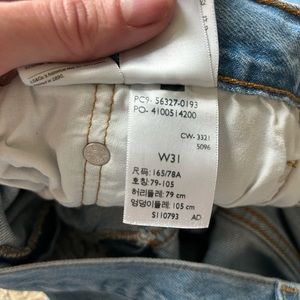 PC9- 56327-0193
PO- 4100514200
CW- 3321
5096
W31
尺码: 165/78A
호칭: 79-105
허리둘레: 79 cm
엉덩이둘레: 105 cm
S110793 AD